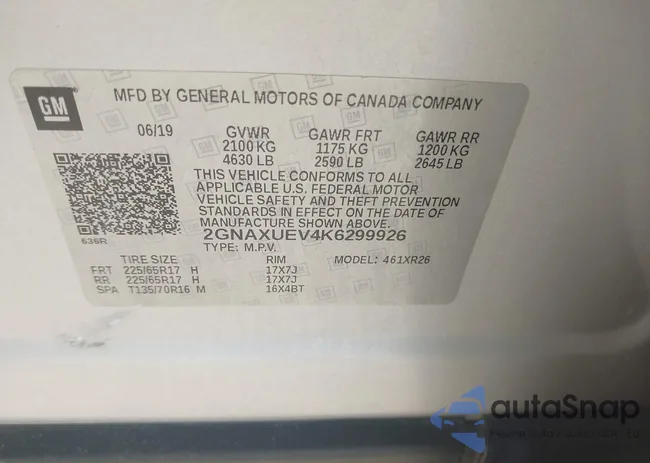 GM
MFD BY GENERAL MOTORS OF CANADA COMPANY
06/19 GVWR GAWR FRT GAWR RR
2100 KG 1175 KG 1200 KG
4630 LB 2590 LB 2645 LB
THIS VEHICLE CONFORMS TO ALL
APPLICABLE U.S. FEDERAL MOTOR
VEHICLE SAFETY AND THEFT PREVENTION
STANDARDS IN EFFECT ON THE DATE OF
MANUFACTURE SHOWN ABOVE.
2GNAXUEV4K6299926
636R
TYPE: M.P.V.
TIRE SIZE RIM MODEL: 461XR26
FRT 225/65R17 H 17X7J
RR 225/65R17 H 17X7J
SPA T135/70R16 M 16X4BT
autaSnap